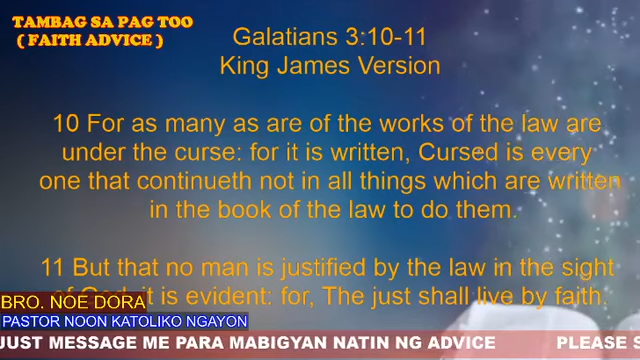 TAMBAG SA PAG TOO
( FAITH ADVICE )
Galatians 3:10-11
King James Version
10 For as many as are of the works of the law are
under the curse: for it is written, Cursed is every
one that continueth not in all things which are written
in the book of the law to do them.
11 But that no man is justified by the law in the sight
of God, it is evident: for, The just shall live by faith.
BRO. NOE DORA
PASTOR NOON KATOLIKO NGAYON
JUST MESSAGE ME PARA MABIGYAN NATIN NG ADVICE PLEASE S